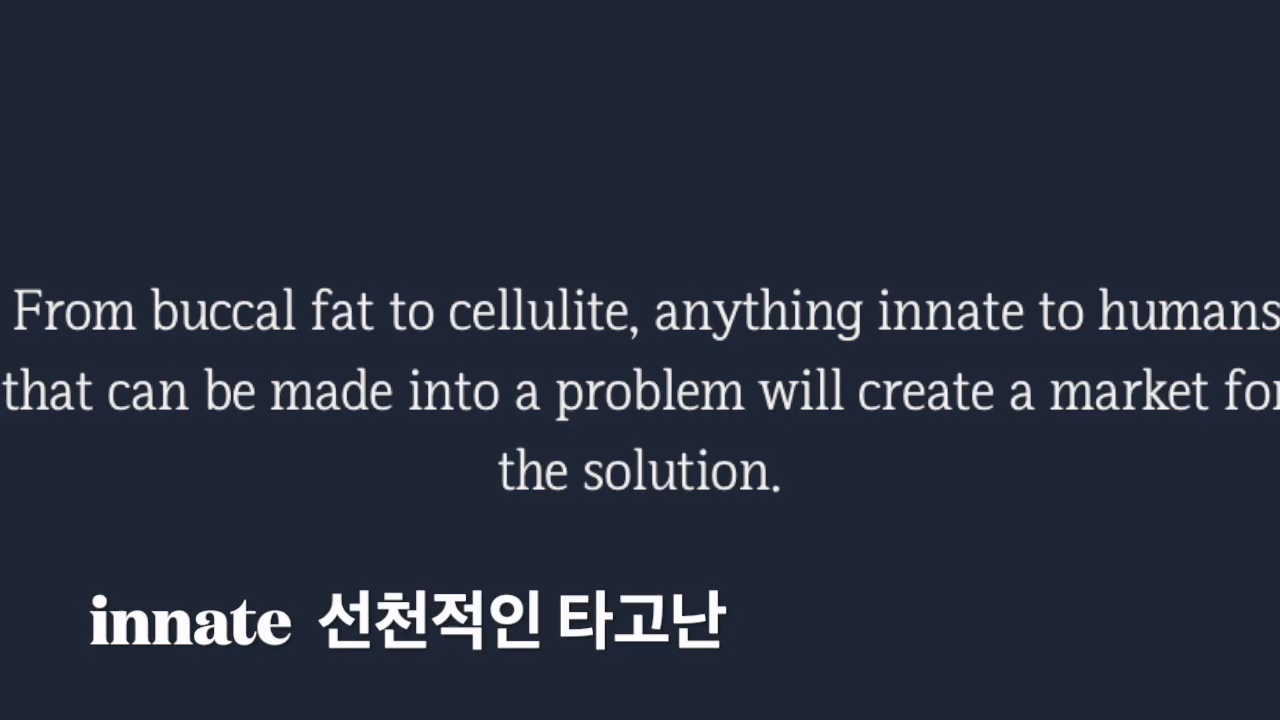 From buccal fat to cellulite, anything innate to humans
that can be made into a problem will create a market for
the solution.
innate 선천적인 타고난